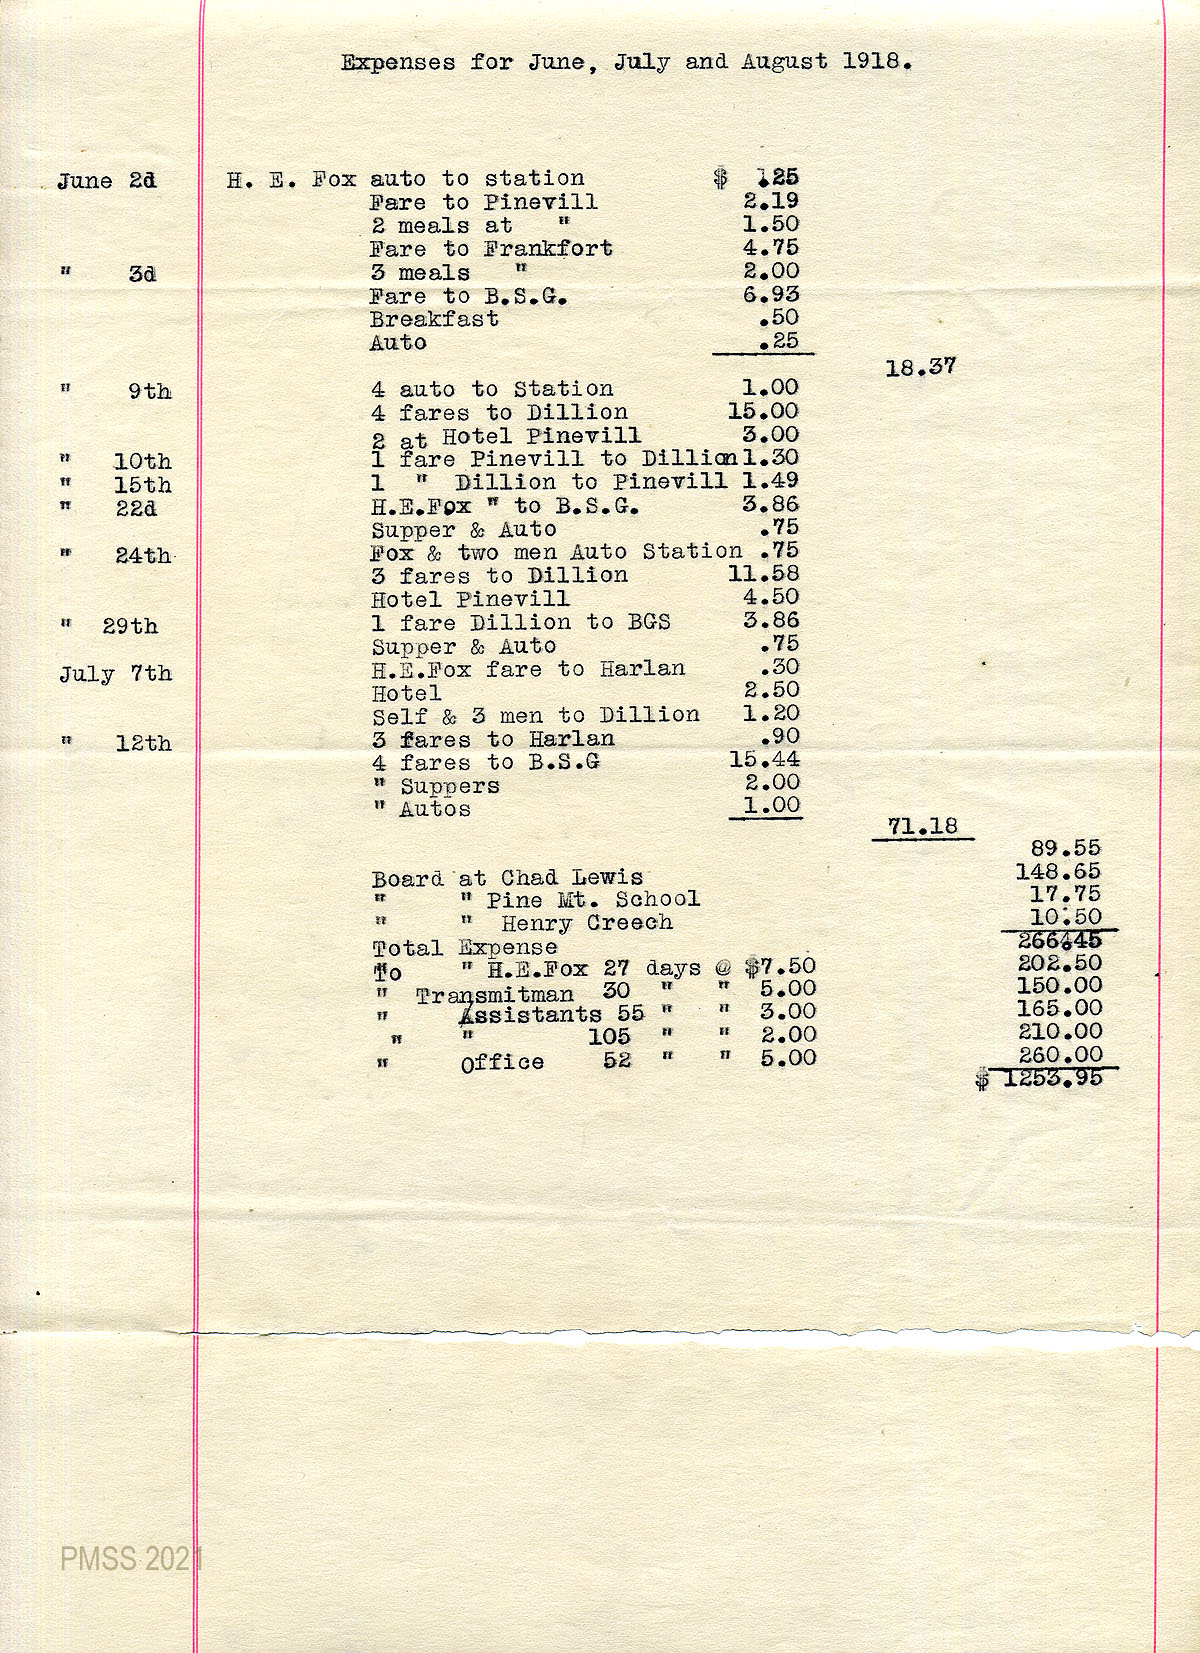 Expenses for June, July and August 1918.
June 2d H. E. Fox auto to station $ .25
Fare to Pinevill 2.19
2 meals at " 1.50
Fare to Frankfort 4.75
" 3d 3 meals " 2.00
Fare to B.S.G. 6.93
Breakfast .50
Auto .25
18.37
" 9th 4 auto to Station 1.00
4 fares to Dillion 15.00
2 at Hotel Pinevill 3.00
" 10th 1 fare Pinevill to Dillion 1.30
" 15th 1 " Dillion to Pinevill 1.49
" 22d H.E.Fox " to B.S.G. 3.86
Supper & Auto .75
" 24th Fox & two men Auto Station .75
3 fares to Dillion 11.58
Hotel Pinevill 4.50
" 29th 1 fare Dillion to BGS 3.86
Supper & Auto .75
July 7th H.E.Fox fare to Harlan .30
Hotel 2.50
Self & 3 men to Dillion 1.20
" 12th 3 fares to Harlan .90
4 fares to B.S.G 15.44
" Suppers 2.00
" Autos 1.00
71.18
89.55
Board at Chad Lewis 148.65
" " Pine Mt. School 17.75
" " Henry Creech 10.50
Total Expense 266.45
To " H.E.Fox 27 days @ $7.50 202.50
" Transmitman 30 " " 5.00 150.00
" Assistants 55 " " 3.00 165.00
" " 105 " " 2.00 210.00
" Office 52 " " 5.00 260.00
$ 1253.95
PMSS 2021